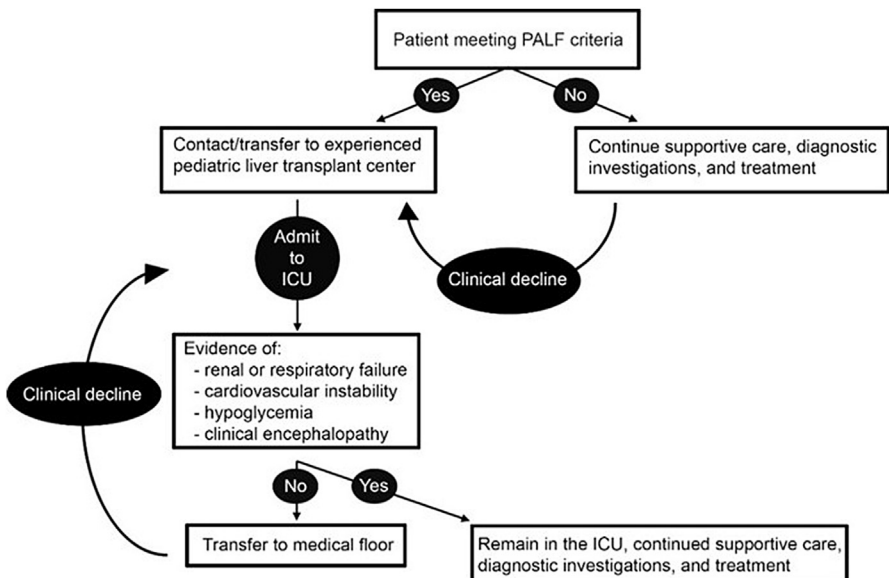 Patient meeting PALF criteria
Yes
No
Contact/transfer to experienced
pediatric liver transplant center
Continue supportive care, diagnostic
investigations, and treatment
Admit
to
ICU
Clinical decline
Evidence of:
- renal or respiratory failure
- cardiovascular instability
- hypoglycemia
- clinical encephalopathy
Clinical decline
No
Yes
Transfer to medical floor
Remain in the ICU, continued supportive care,
diagnostic investigations, and treatment